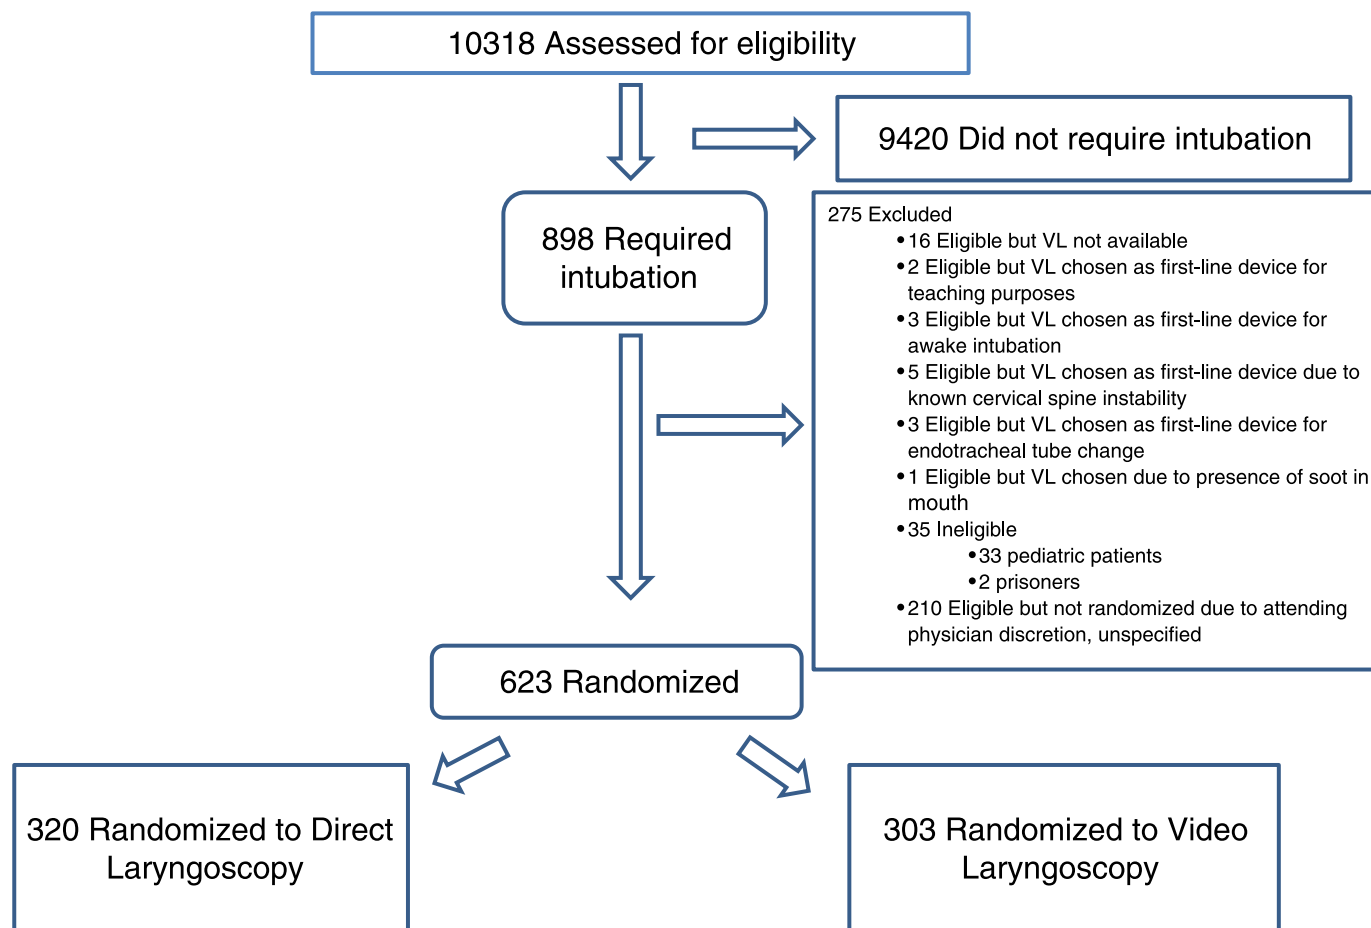 10318 Assessed for eligibility
9420 Did not require intubation
898 Required
intubation
275 Excluded
•16 Eligible but VL not available
•2 Eligible but VL chosen as first-line device for
teaching purposes
•3 Eligible but VL chosen as first-line device for
awake intubation
•5 Eligible but VL chosen as first-line device due to
known cervical spine instability
•3 Eligible but VL chosen as first-line device for
endotracheal tube change
•1 Eligible but VL chosen due to presence of soot in
mouth
•35 Ineligible
•33 pediatric patients
•2 prisoners
•210 Eligible but not randomized due to attending
physician discretion, unspecified
623 Randomized
320 Randomized to Direct
Laryngoscopy
303 Randomized to Video
Laryngoscopy